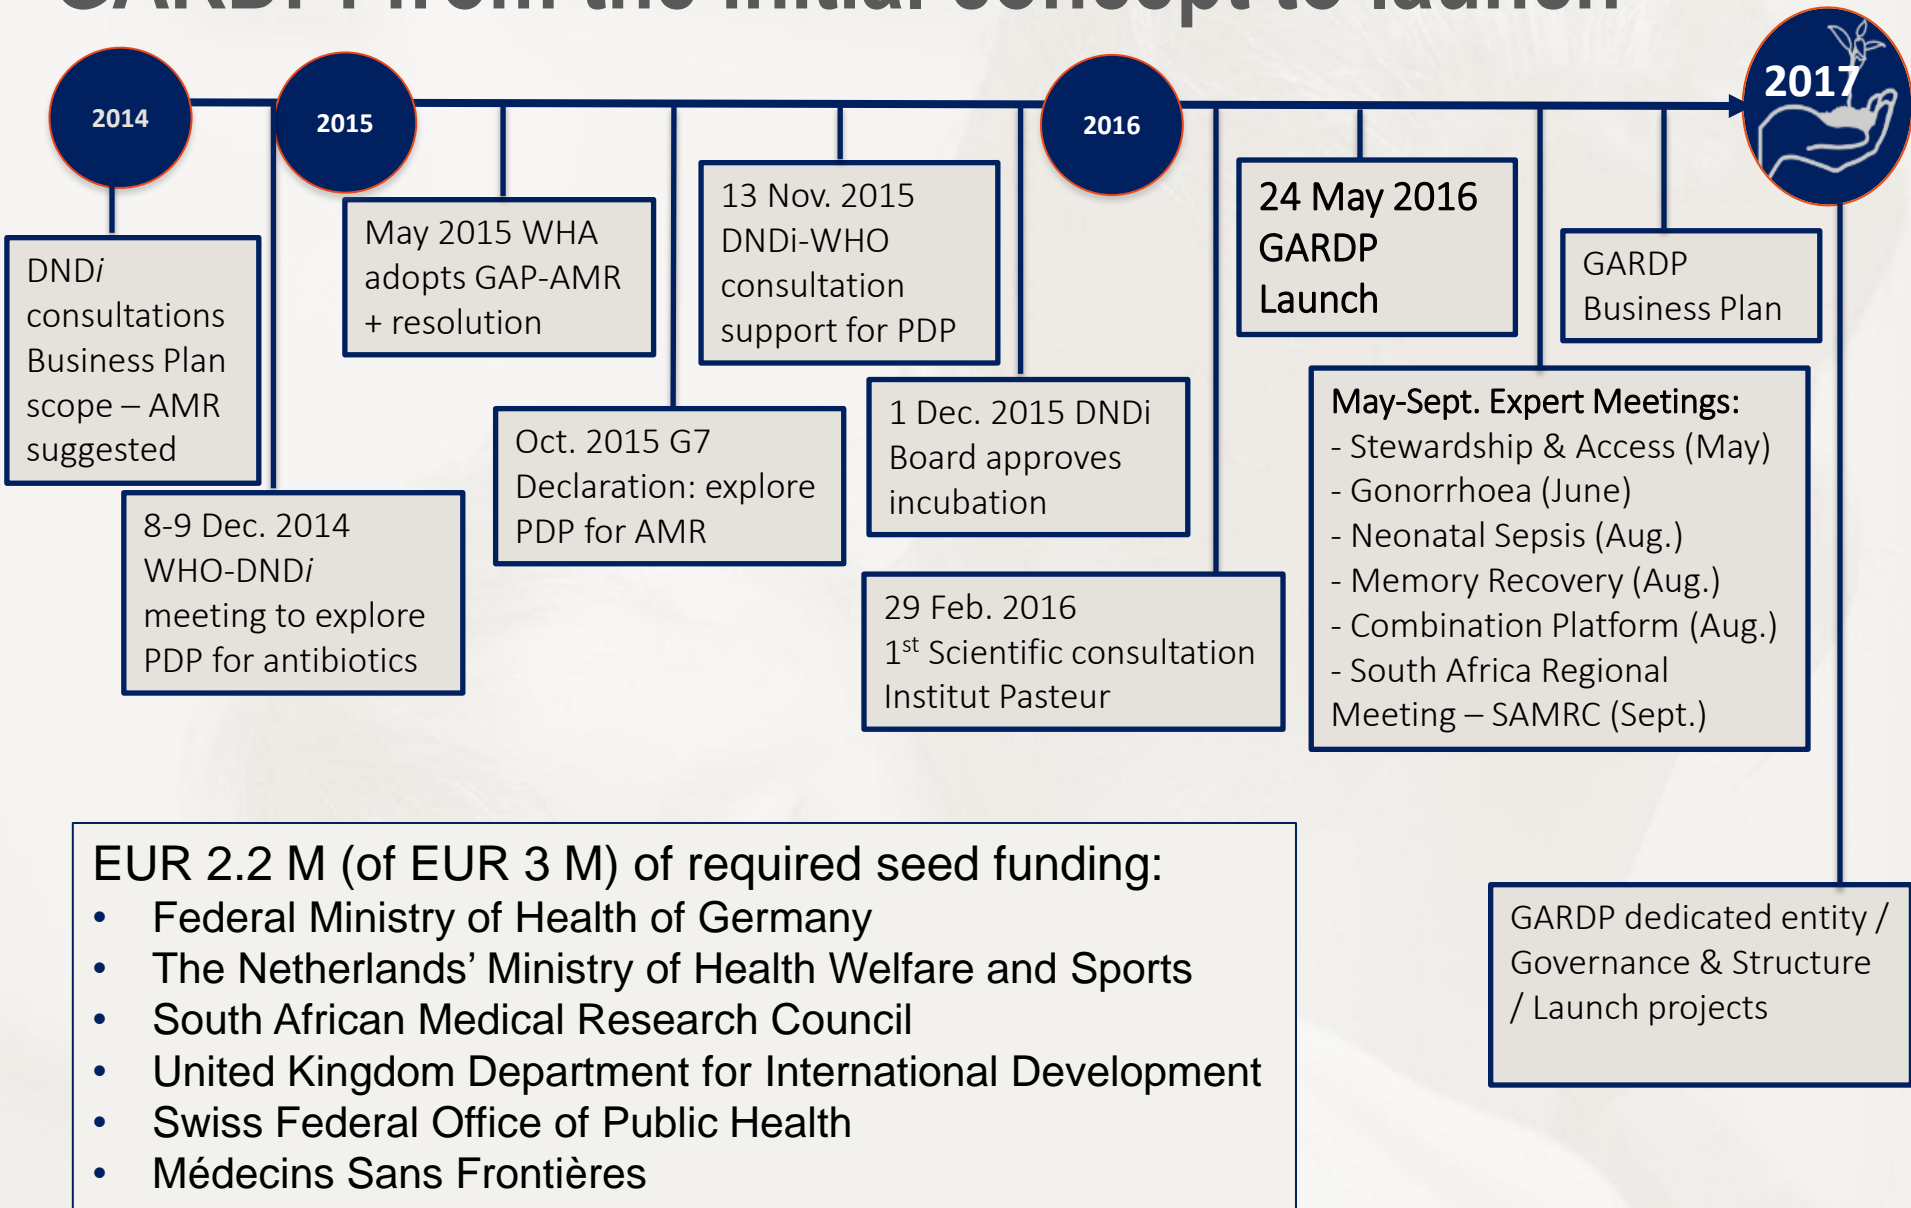 GARDP: from the initial concept to launch
2014
2015
2016
2017
DNDi
consultations
Business Plan
scope – AMR
suggested
8-9 Dec. 2014
WHO-DNDi
meeting to explore
PDP for antibiotics
May 2015 WHA
adopts GAP-AMR
+ resolution
Oct. 2015 G7
Declaration: explore
PDP for AMR
13 Nov. 2015
DNDi-WHO
consultation
support for PDP
1 Dec. 2015 DNDi
Board approves
incubation
29 Feb. 2016
1st Scientific consultation
Institut Pasteur
24 May 2016
GARDP
Launch
May-Sept. Expert Meetings:
- Stewardship & Access (May)
- Gonorrhoea (June)
- Neonatal Sepsis (Aug.)
- Memory Recovery (Aug.)
- Combination Platform (Aug.)
- South Africa Regional
Meeting – SAMRC (Sept.)
GARDP
Business Plan
GARDP dedicated entity /
Governance & Structure
/ Launch projects
EUR 2.2 M (of EUR 3 M) of required seed funding:
• Federal Ministry of Health of Germany
• The Netherlands’ Ministry of Health Welfare and Sports
• South African Medical Research Council
• United Kingdom Department for International Development
• Swiss Federal Office of Public Health
• Médecins Sans Frontières